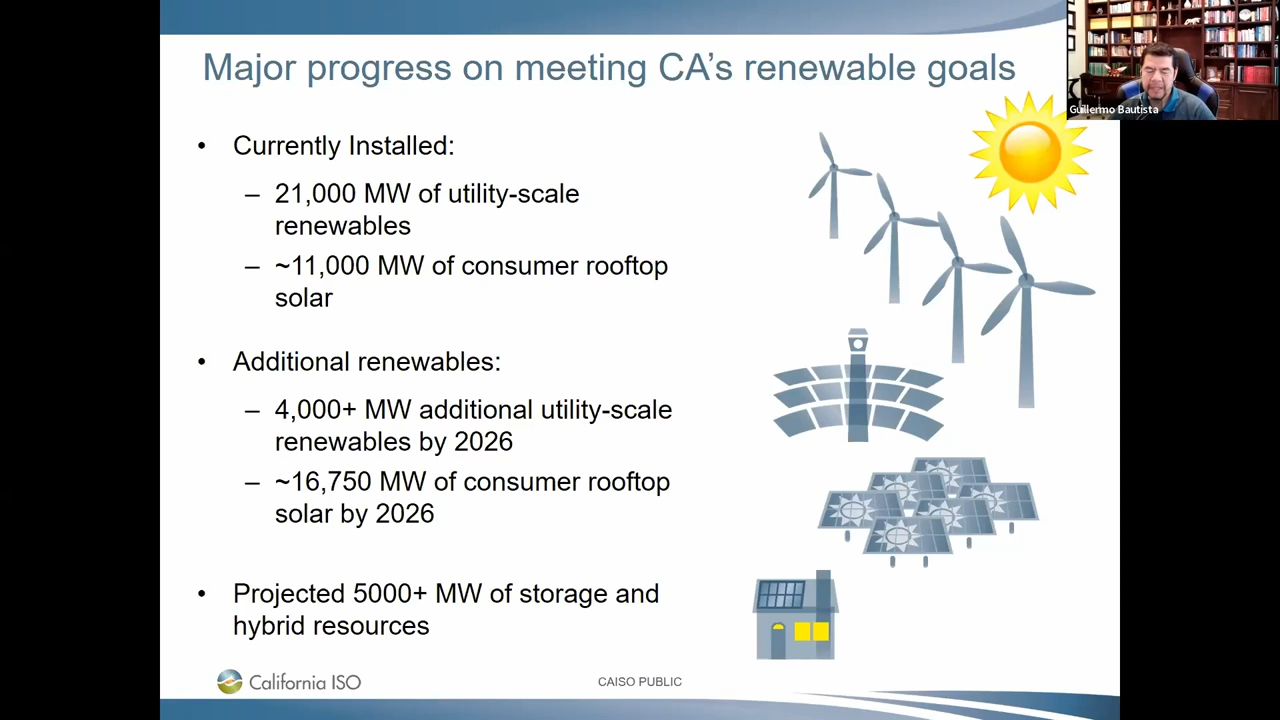 Major progress on meeting CA's renewable goals
Guillermo Bautista
• Currently Installed:
– 21,000 MW of utility-scale
renewables
– ~11,000 MW of consumer rooftop
solar
• Additional renewables:
– 4,000+ MW additional utility-scale
renewables by 2026
– ~16,750 MW of consumer rooftop
solar by 2026
• Projected 5000+ MW of storage and
hybrid resources
California ISO
CAISO PUBLIC